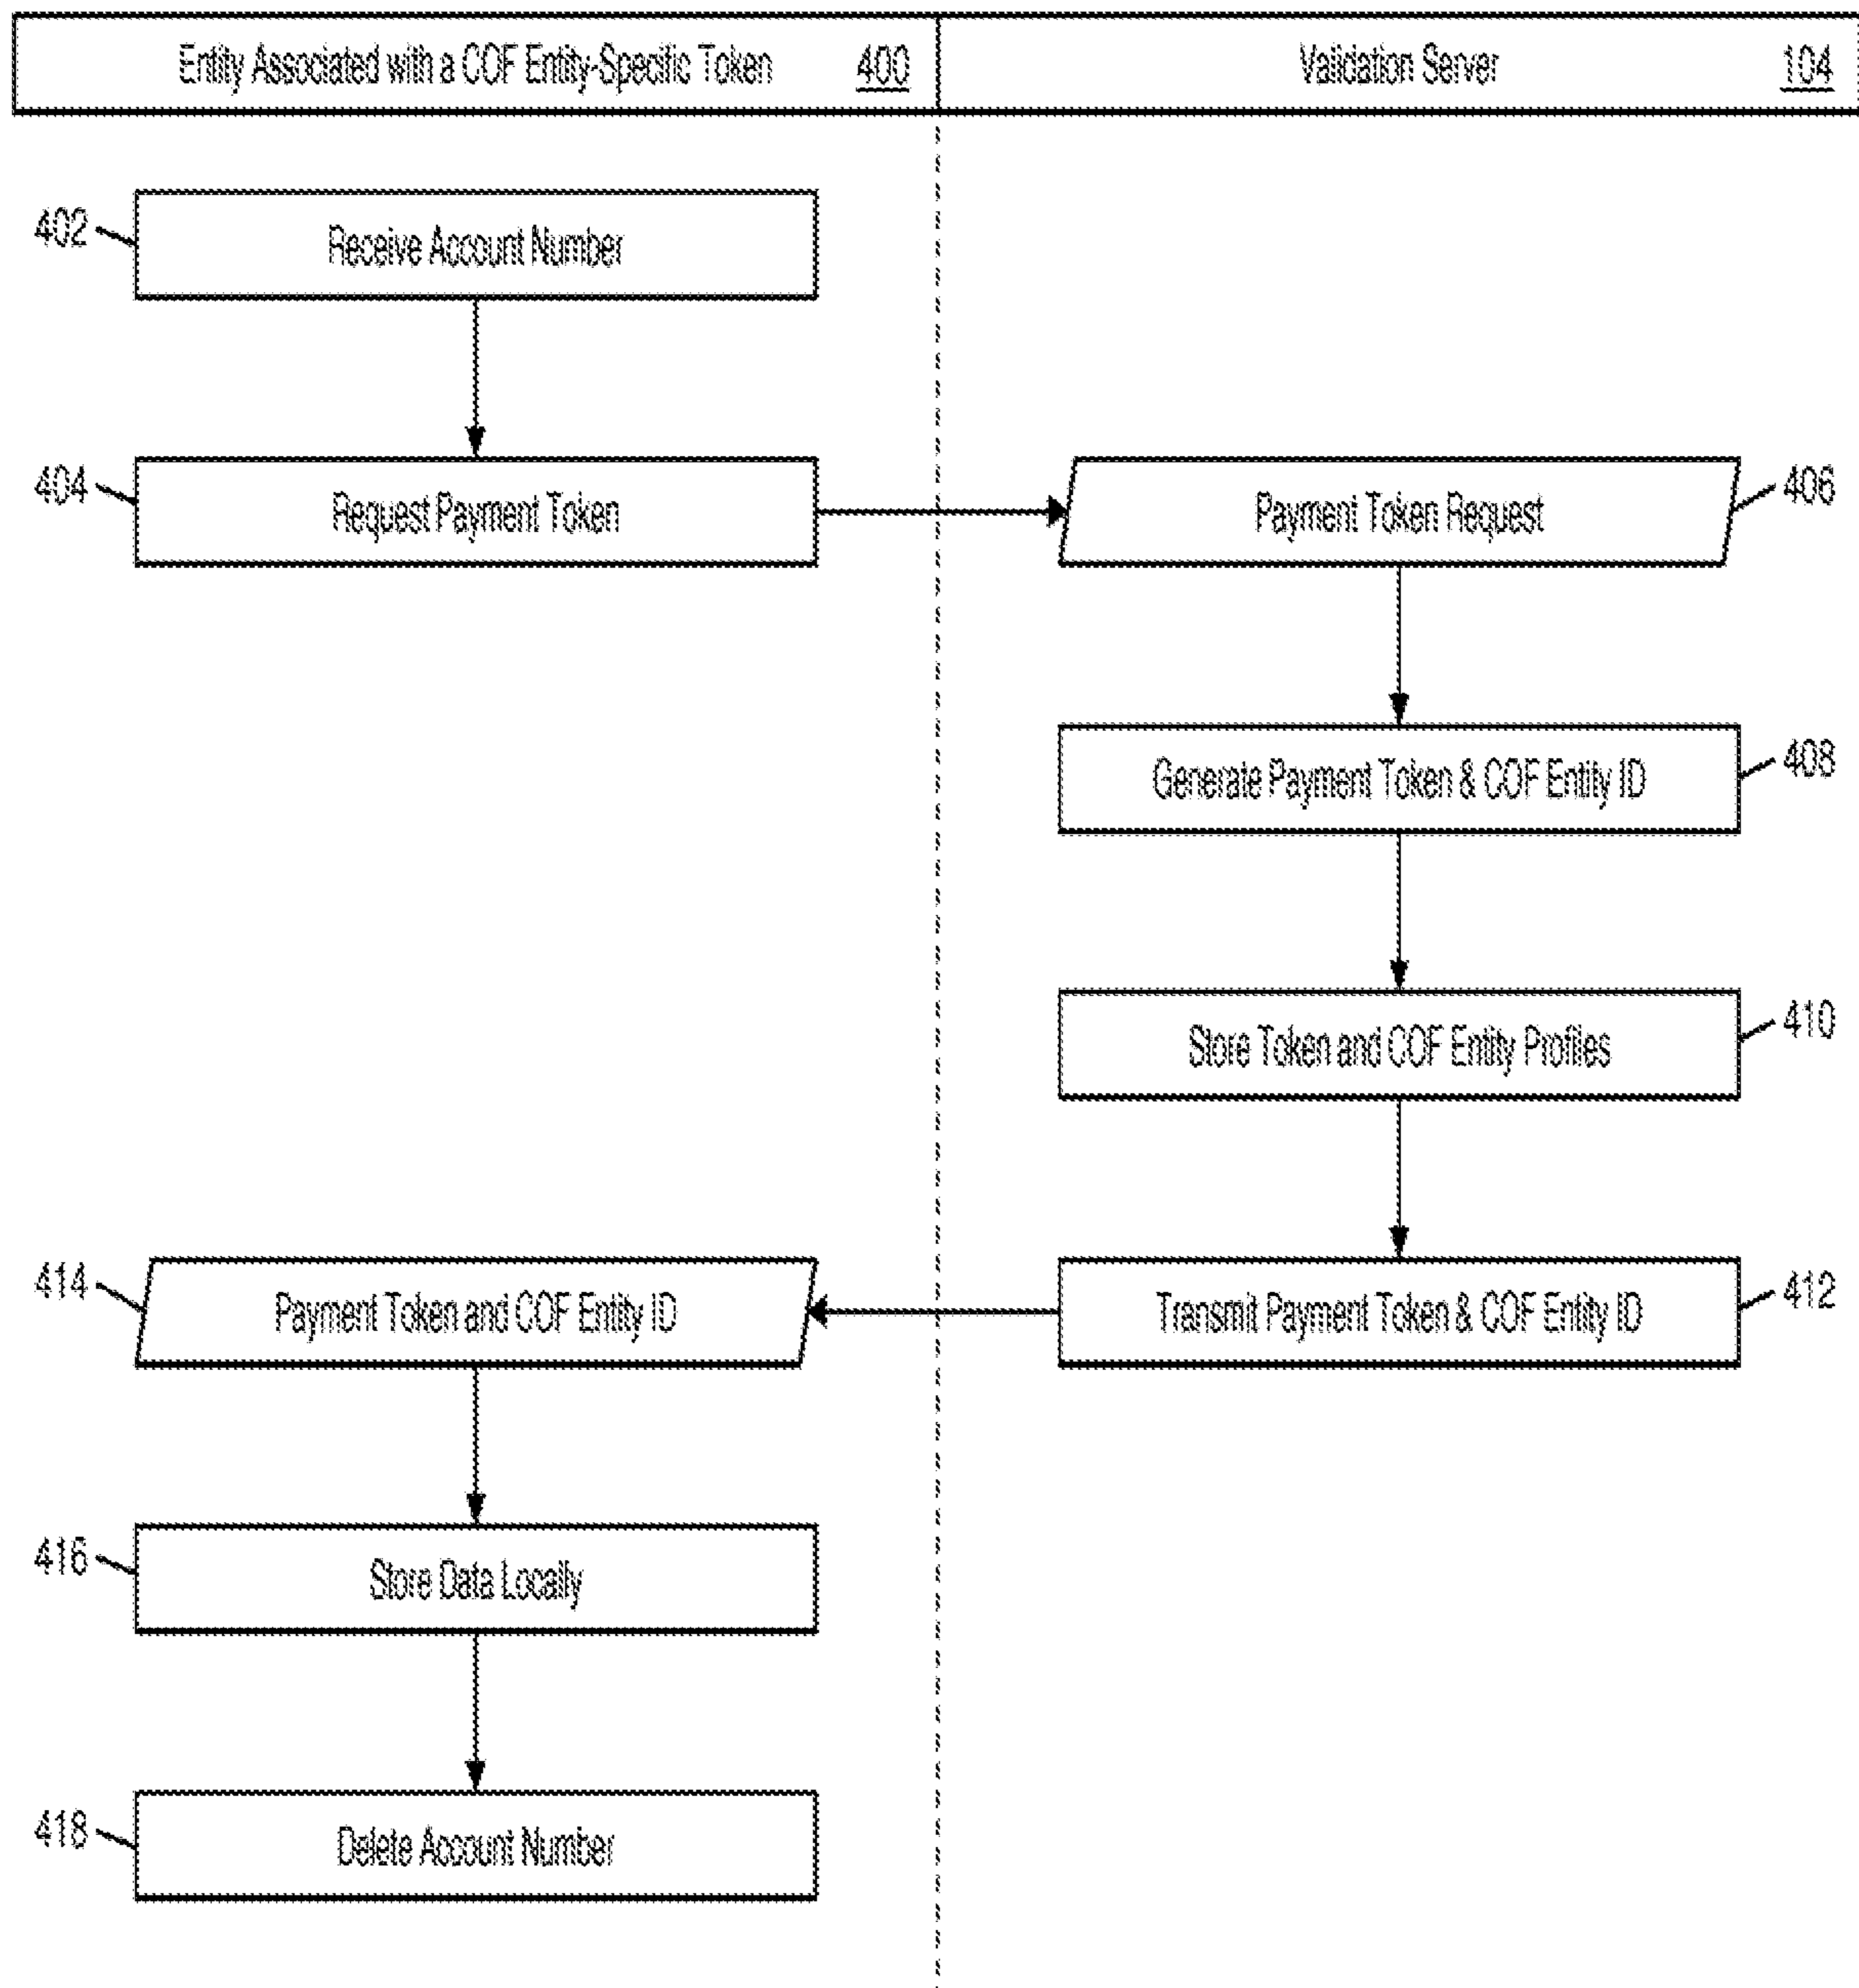 Entity Associated with a COF Entity-Specific Token 400
Validation Server 104
402
Receive Account Number
404
Request Payment Token
Payment Token Request
406
Generate Payment Token & COF Entity ID
408
Store Token and COF Entity Profiles
410
414
Payment Token and COF Entity ID
Transmit Payment Token & COF Entity ID
412
416
Store Data Locally
418
Delete Account Number